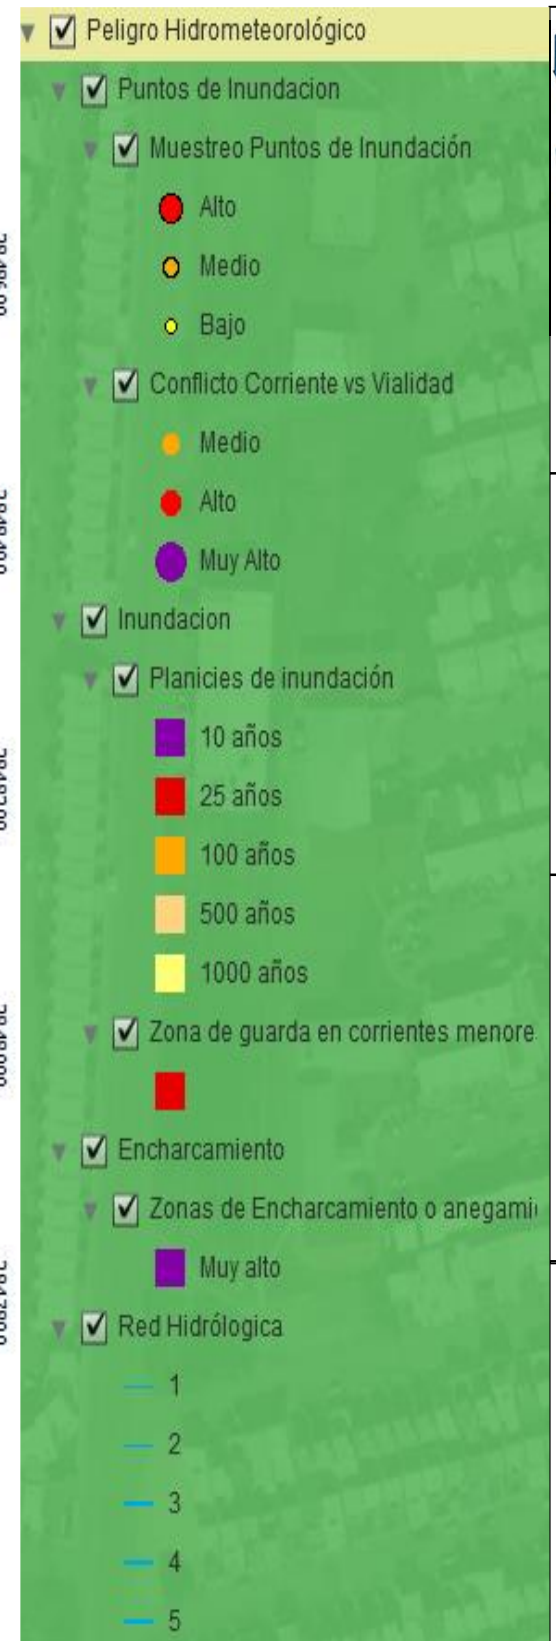 Peligro Hidrometeorológico
Puntos de Inundacion
Muestreo Puntos de Inundación
Alto
Medio
Bajo
Conflicto Corriente vs Vialidad
Medio
Alto
Muy Alto
Inundacion
Planicies de inundación
10 años
25 años
100 años
500 años
1000 años
Zona de guarda en corrientes menore
Encharcamiento
Zonas de Encharcamiento o anegami
Muy alto
Red Hidrólogica
1
2
3
4
5